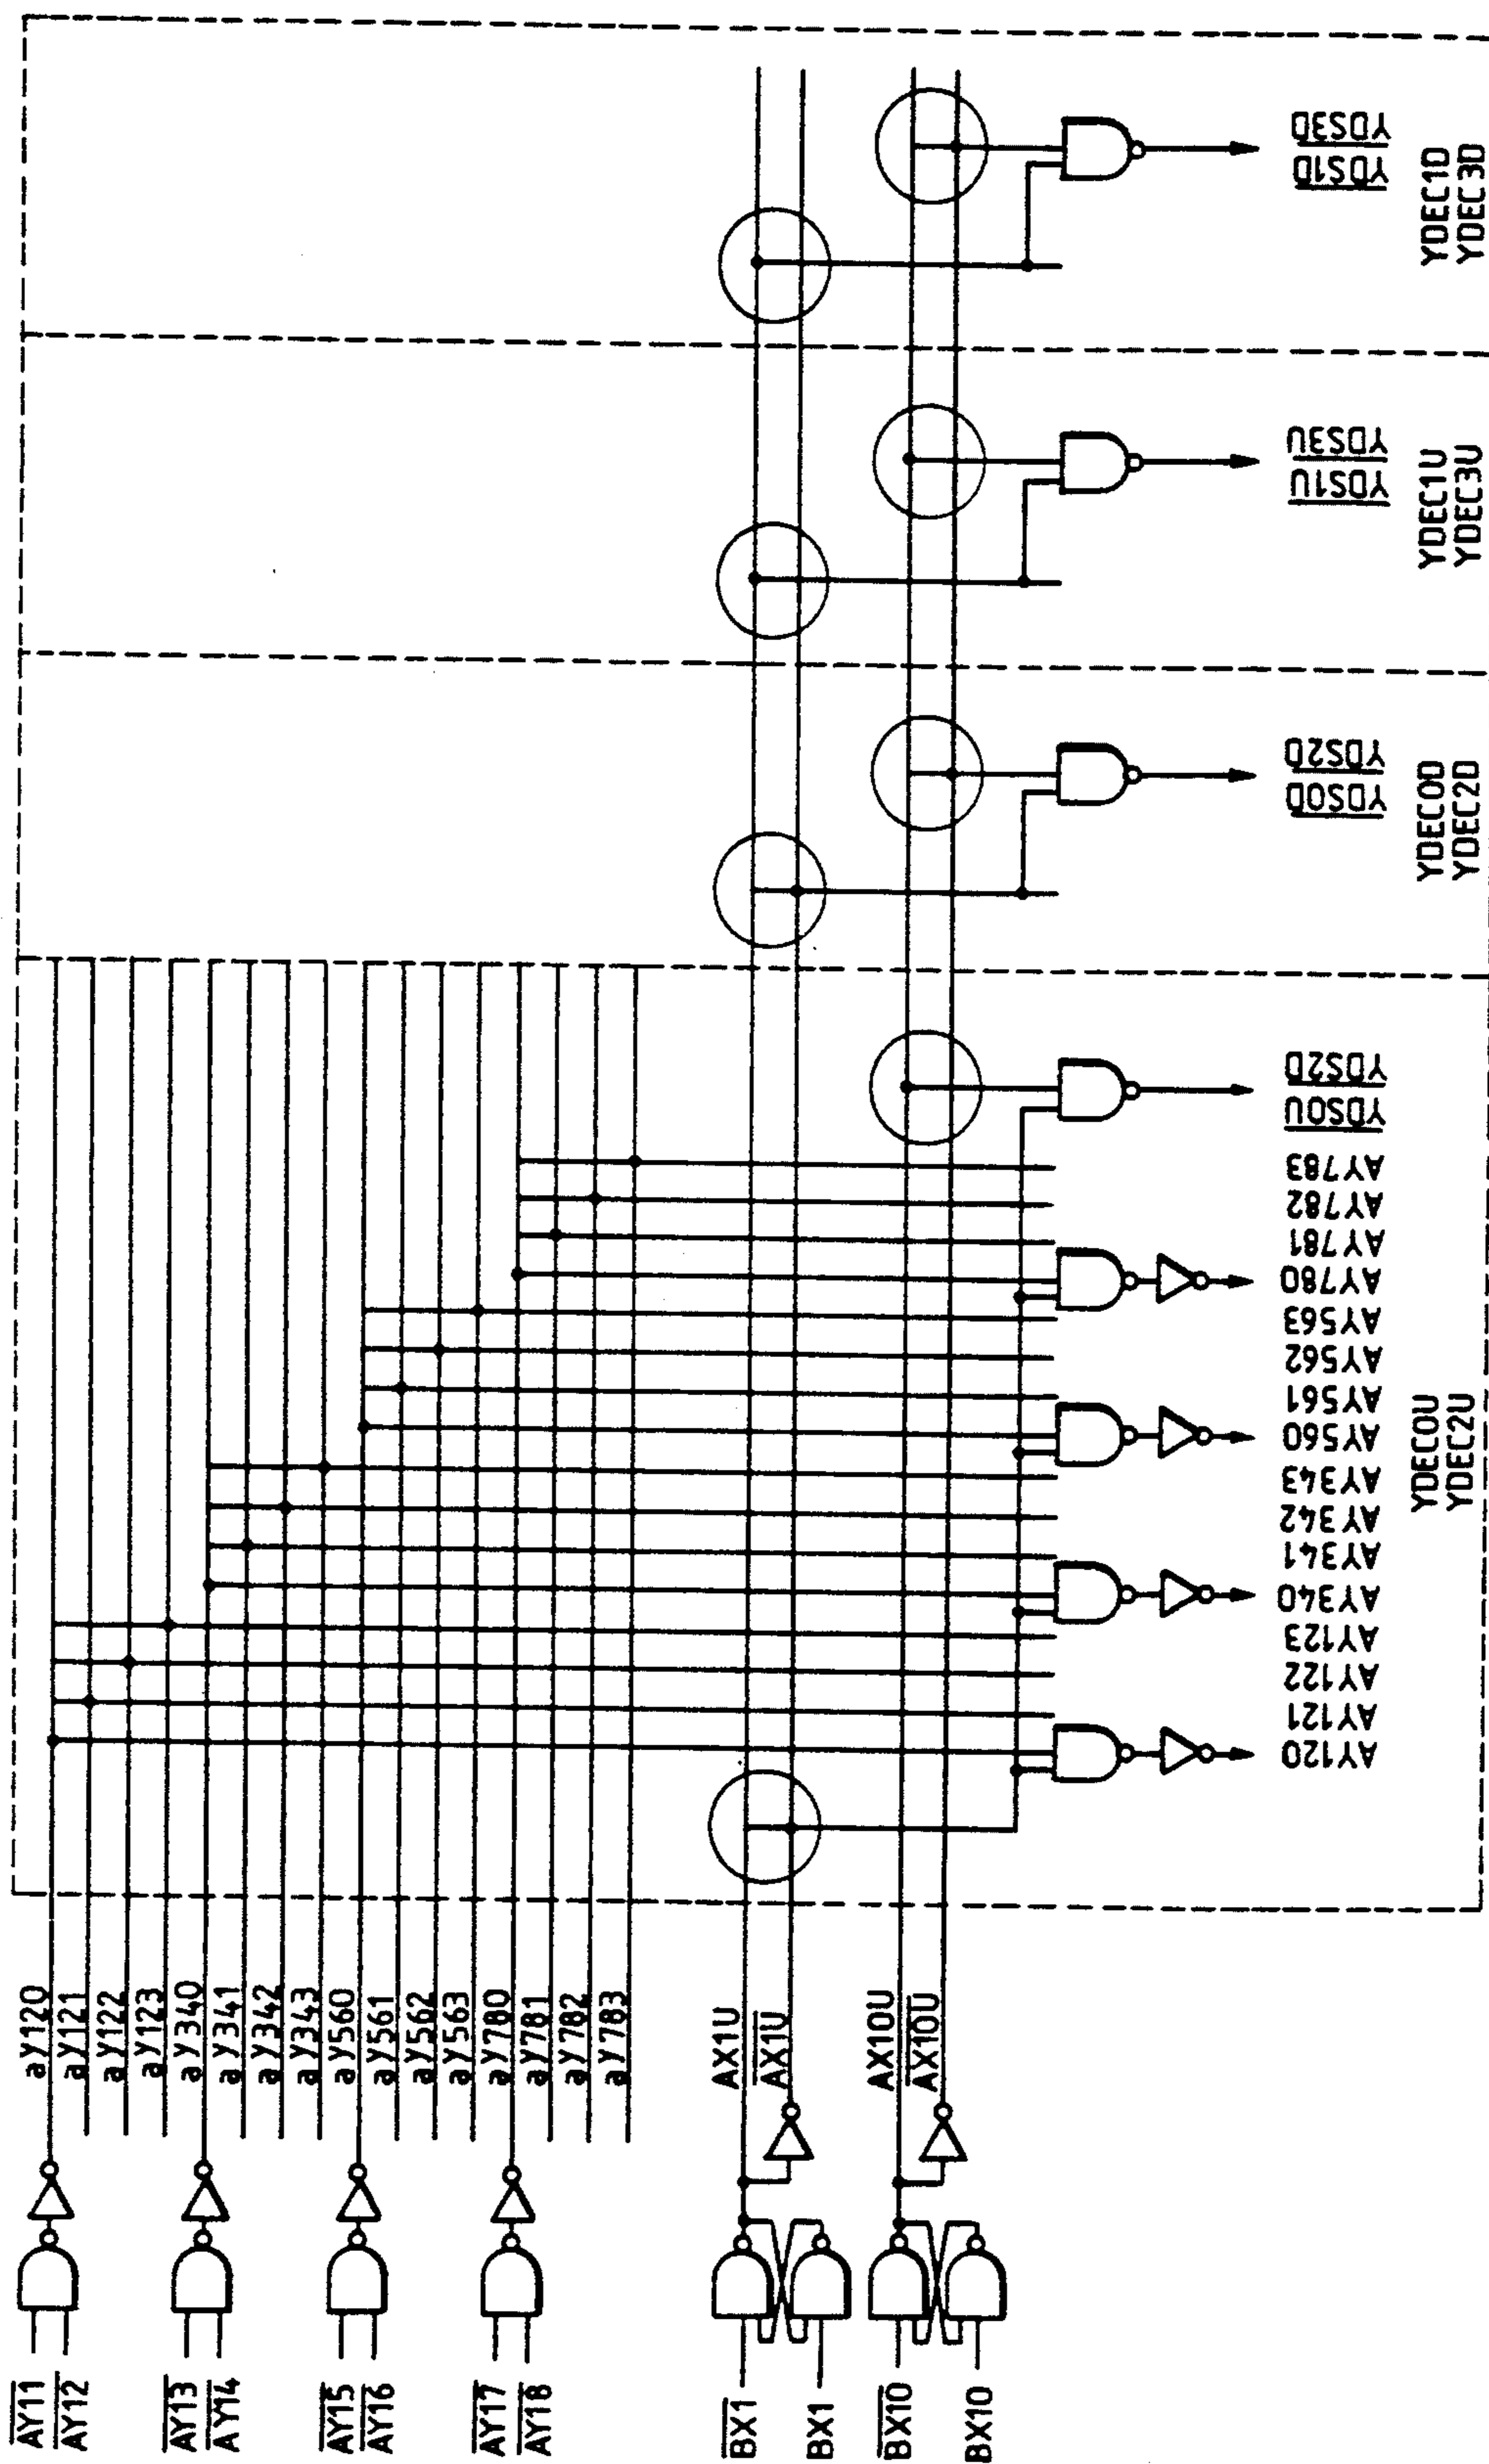 AY11
AY12
AY13
AY14
AY15
AY16
AY17
AY18
BX1
BX1
BX10
BX10
aY120
aY121
aY122
aY123
aY340
aY341
aY342
aY343
aY560
aY561
aY562
aY563
aY780
aY781
aY782
aY783
AX1U
AX1U
AX10U
AX10U
AY120
AY121
AY122
AY123
AY340
AY341
AY342
AY343
AY560
AY561
AY562
AY563
AY780
AY781
AY782
AY783
YDS0U
YDS2D
YDEC0U
YDEC2U
YDS0D
YDS2D
YDEC0D
YDEC2D
YDS1U
YDS3U
YDEC1U
YDEC3U
YDS1D
YDS3D
YDEC1D
YDEC3D